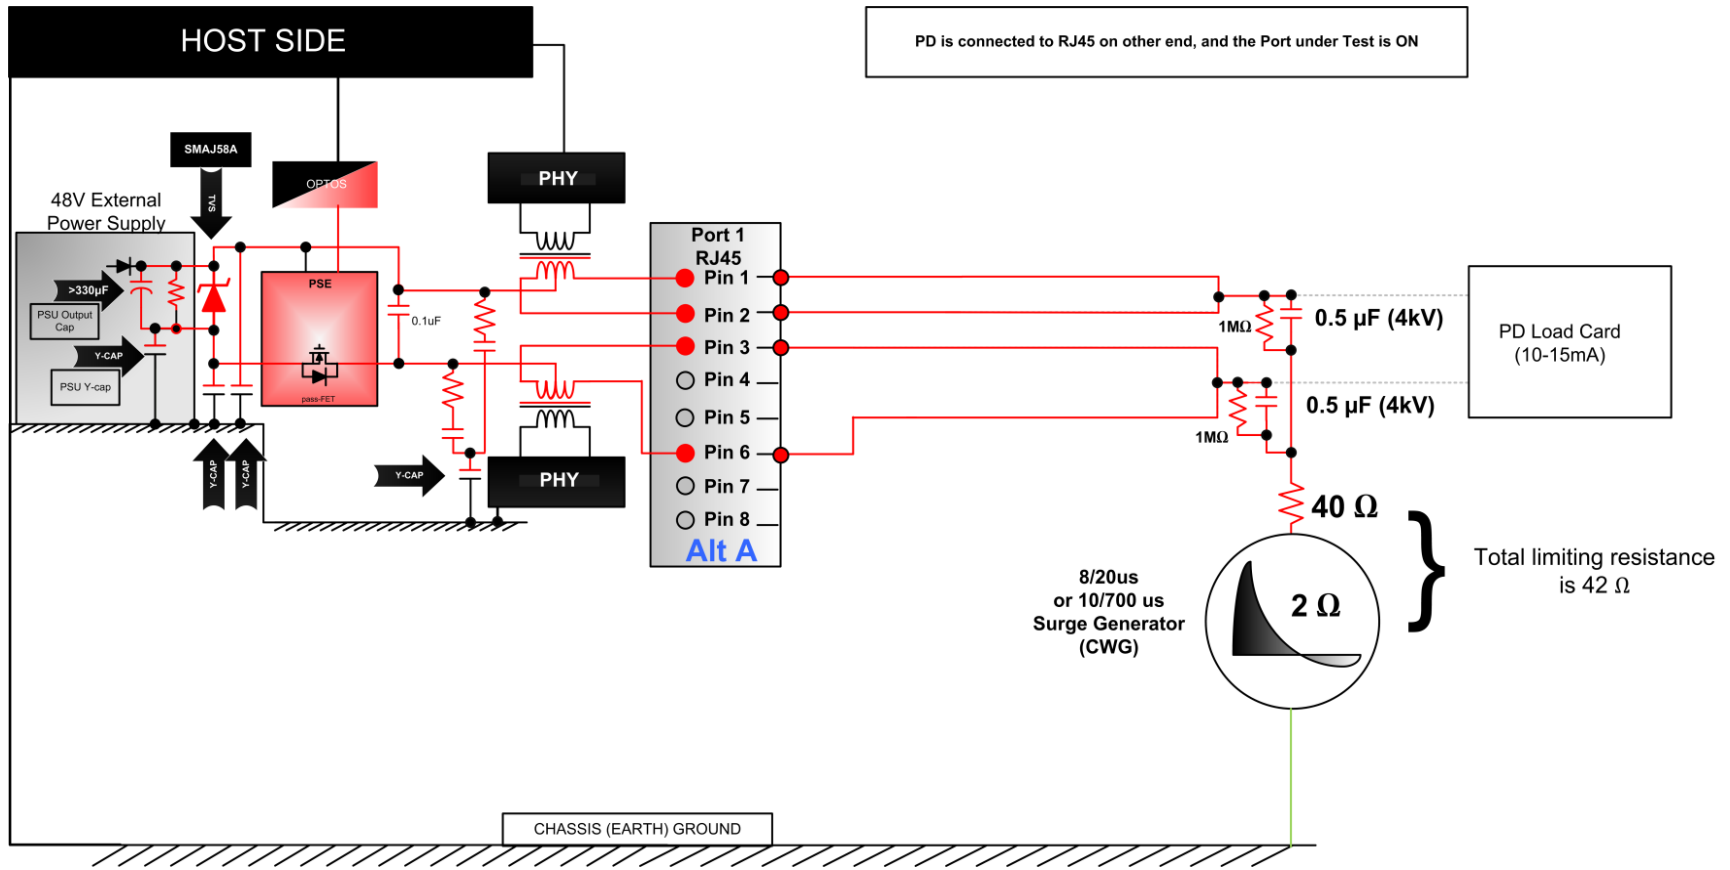 HOST SIDE
PD is connected to RJ45 on other end, and the Port under Test is ON
SMAJ58A
TVS
OPTOS
PHY
48V External
Power Supply
>330µF
PSU Output
Cap
Y-CAP
PSU Y-cap
PSE
pass-FET
0.1uF
Y-CAP
Y-CAP
Y-CAP
PHY
Port 1
RJ45
Pin 1
Pin 2
Pin 3
Pin 4
Pin 5
Pin 6
Pin 7
Pin 8
Alt A
1MΩ
0.5 µF (4kV)
1MΩ
0.5 µF (4kV)
PD Load Card
(10-15mA)
40 Ω
Total limiting resistance
is 42 Ω
8/20us
or 10/700 us
Surge Generator
(CWG)
2 Ω
CHASSIS (EARTH) GROUND